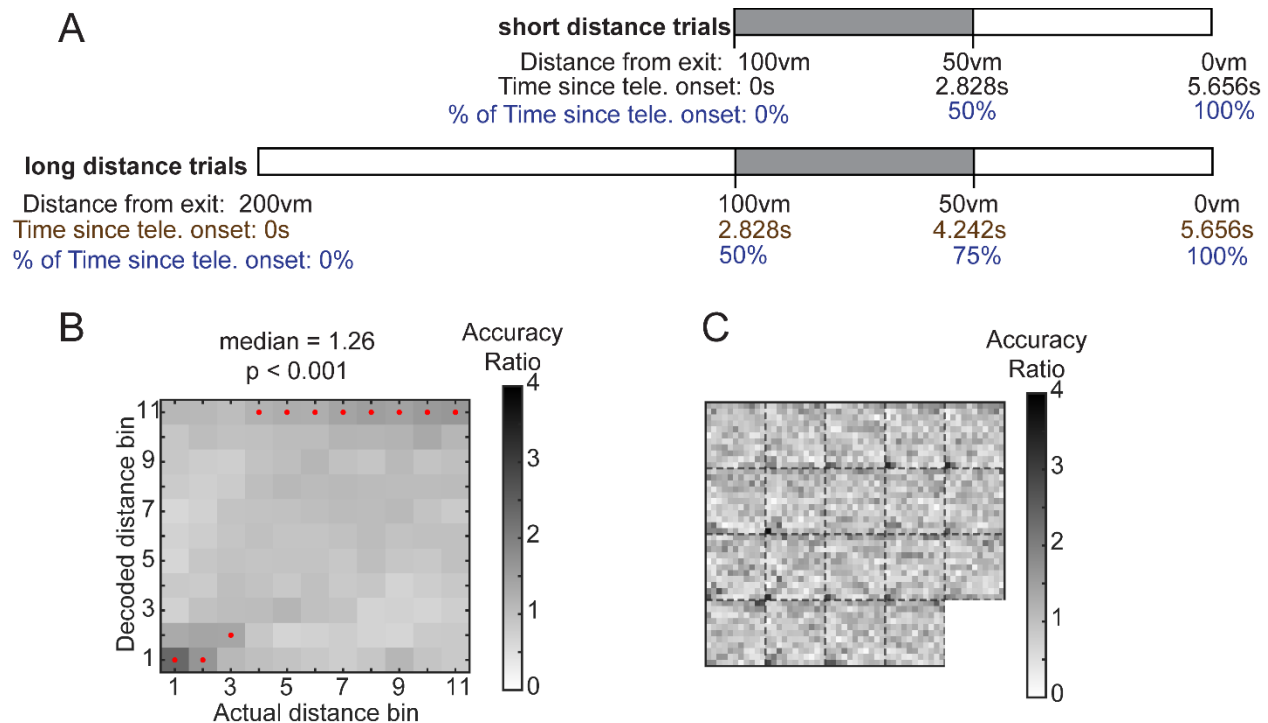 A
short distance trials
Distance from exit: 100vm 50vm 0vm
Time since tele. onset: 0s 2.828s 5.656s
% of Time since tele. onset: 0% 50% 100%
long distance trials
Distance from exit: 200vm 100vm 50vm 0vm
Time since tele. onset: 0s 2.828s 4.242s 5.656s
% of Time since tele. onset: 0% 50% 75% 100%
B
median = 1.26
p < 0.001
Accuracy
Ratio
4
3
2
1
0
Decoded distance bin
11
9
7
5
3
1
1 3 5 7 9 11
Actual distance bin
C
Accuracy
Ratio
4
3
2
1
0